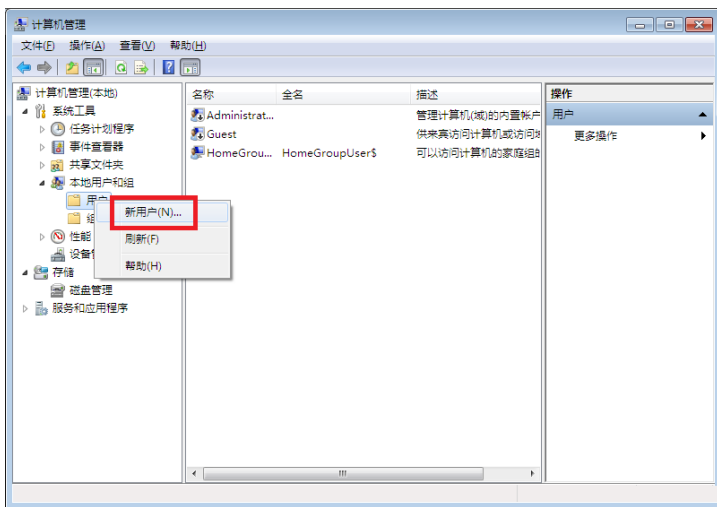 计算机管理
文件(F) 操作(A) 查看(V) 帮助(H)
计算机管理(本地)
系统工具
任务计划程序
事件查看器
共享文件夹
本地用户和组
用户
组
性能
设备
存储
磁盘管理
服务和应用程序
新用户(N)...
刷新(F)
帮助(H)
名称 全名 描述
Administrat... 管理计算机(域)的内置帐户
Guest 供来宾访问计算机或访问
HomeGrou... HomeGroupUser$ 可以访问计算机的家庭组
操作
用户
更多操作